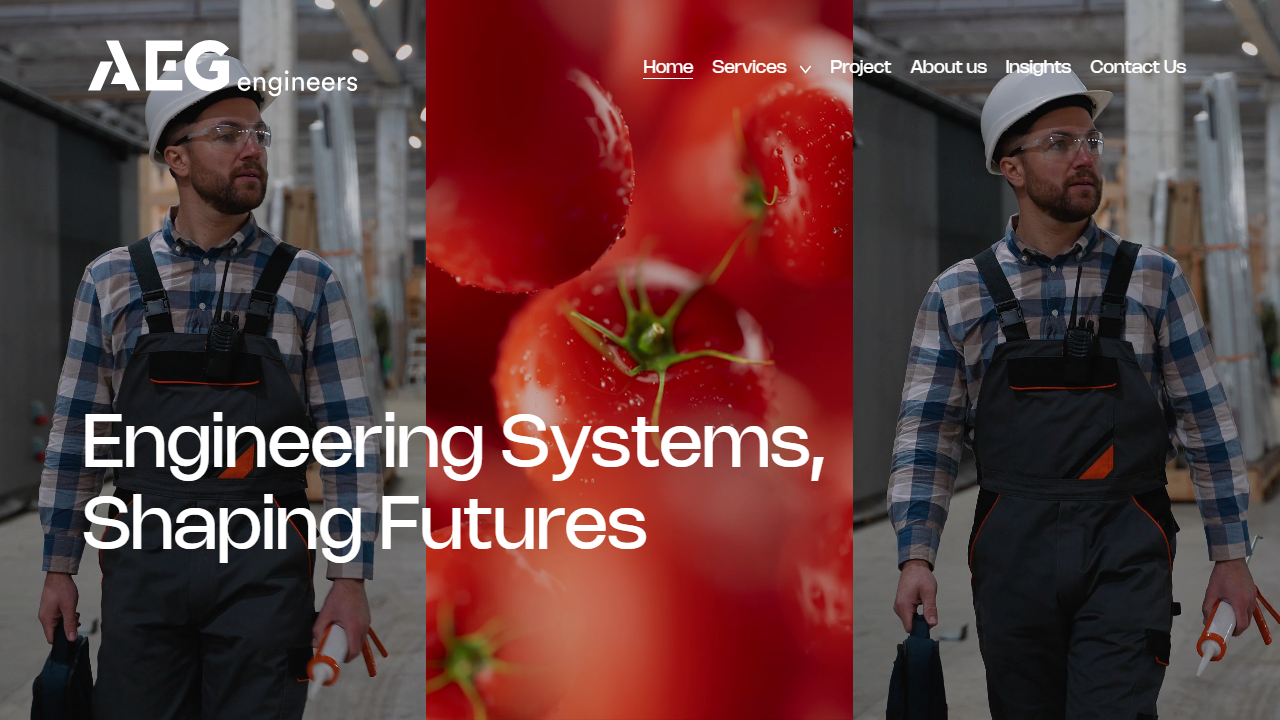 AEG engineers
Home Services Project About us Insights Contact Us
Engineering Systems,
Shaping Futures